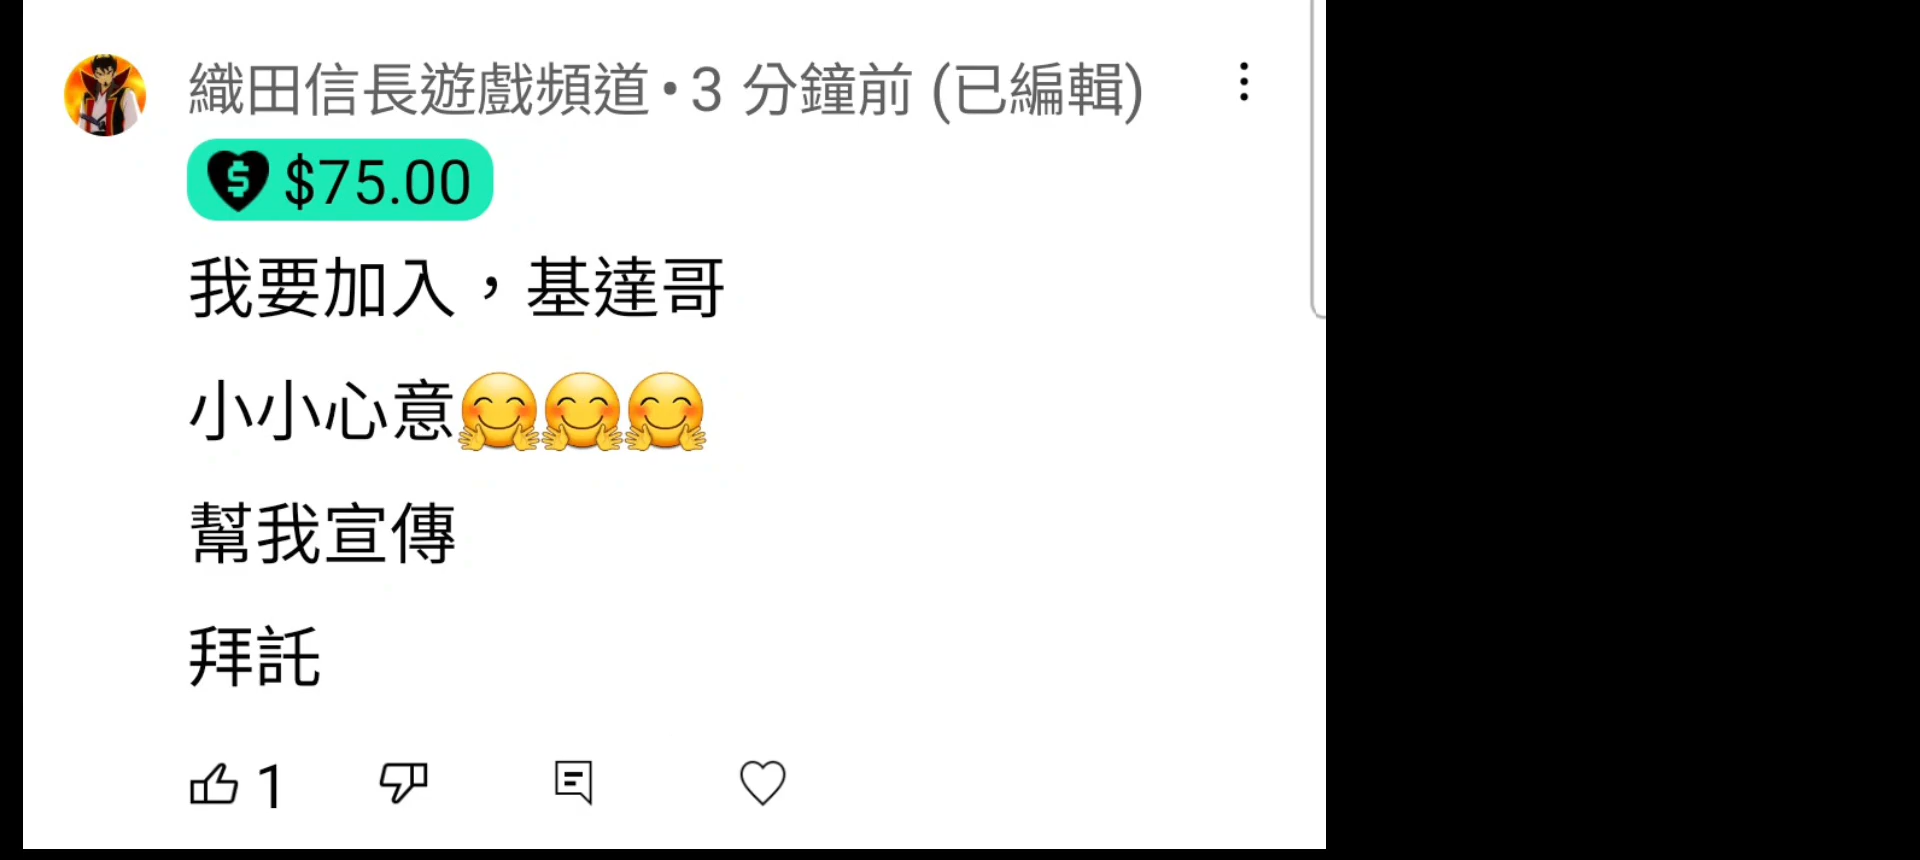 織田信長遊戲頻道•3 分鐘前 (已編輯)
$75.00
我要加入，基達哥
小小心意🤗🤗🤗
幫我宣傳
拜託
1